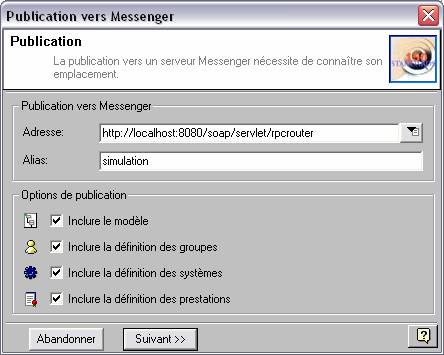 Publication vers Messenger
Publication
La publication vers un serveur Messenger nécessite de connaître son
emplacement.
Publication vers Messenger
Adresse: http://localhost:8080/soap/servlet/rpcrouter
Alias: simulation
Options de publication
Inclure le modèle
Inclure la définition des groupes
Inclure la définition des systèmes
Inclure la définition des prestations
Abandonner Suivant >> ?